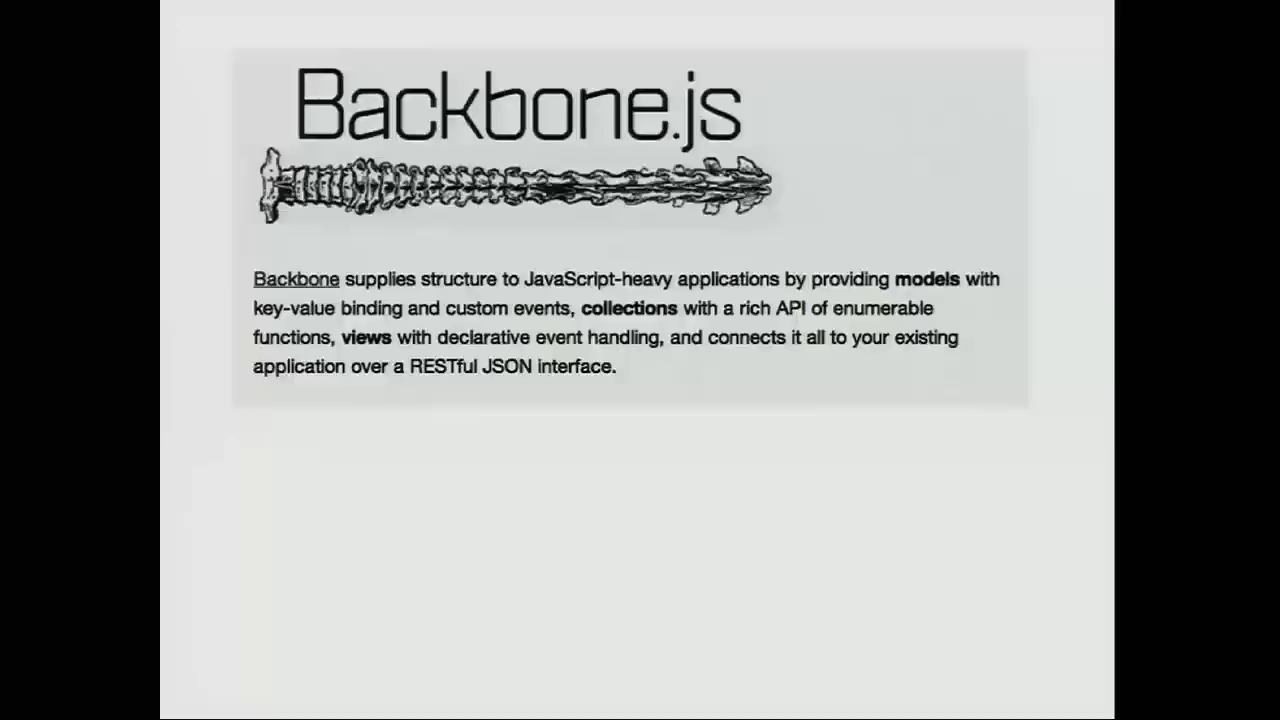 Backbone.js
Backbone supplies structure to JavaScript-heavy applications by providing models with
key-value binding and custom events, collections with a rich API of enumerable
functions, views with declarative event handling, and connects it all to your existing
application over a RESTful JSON interface.